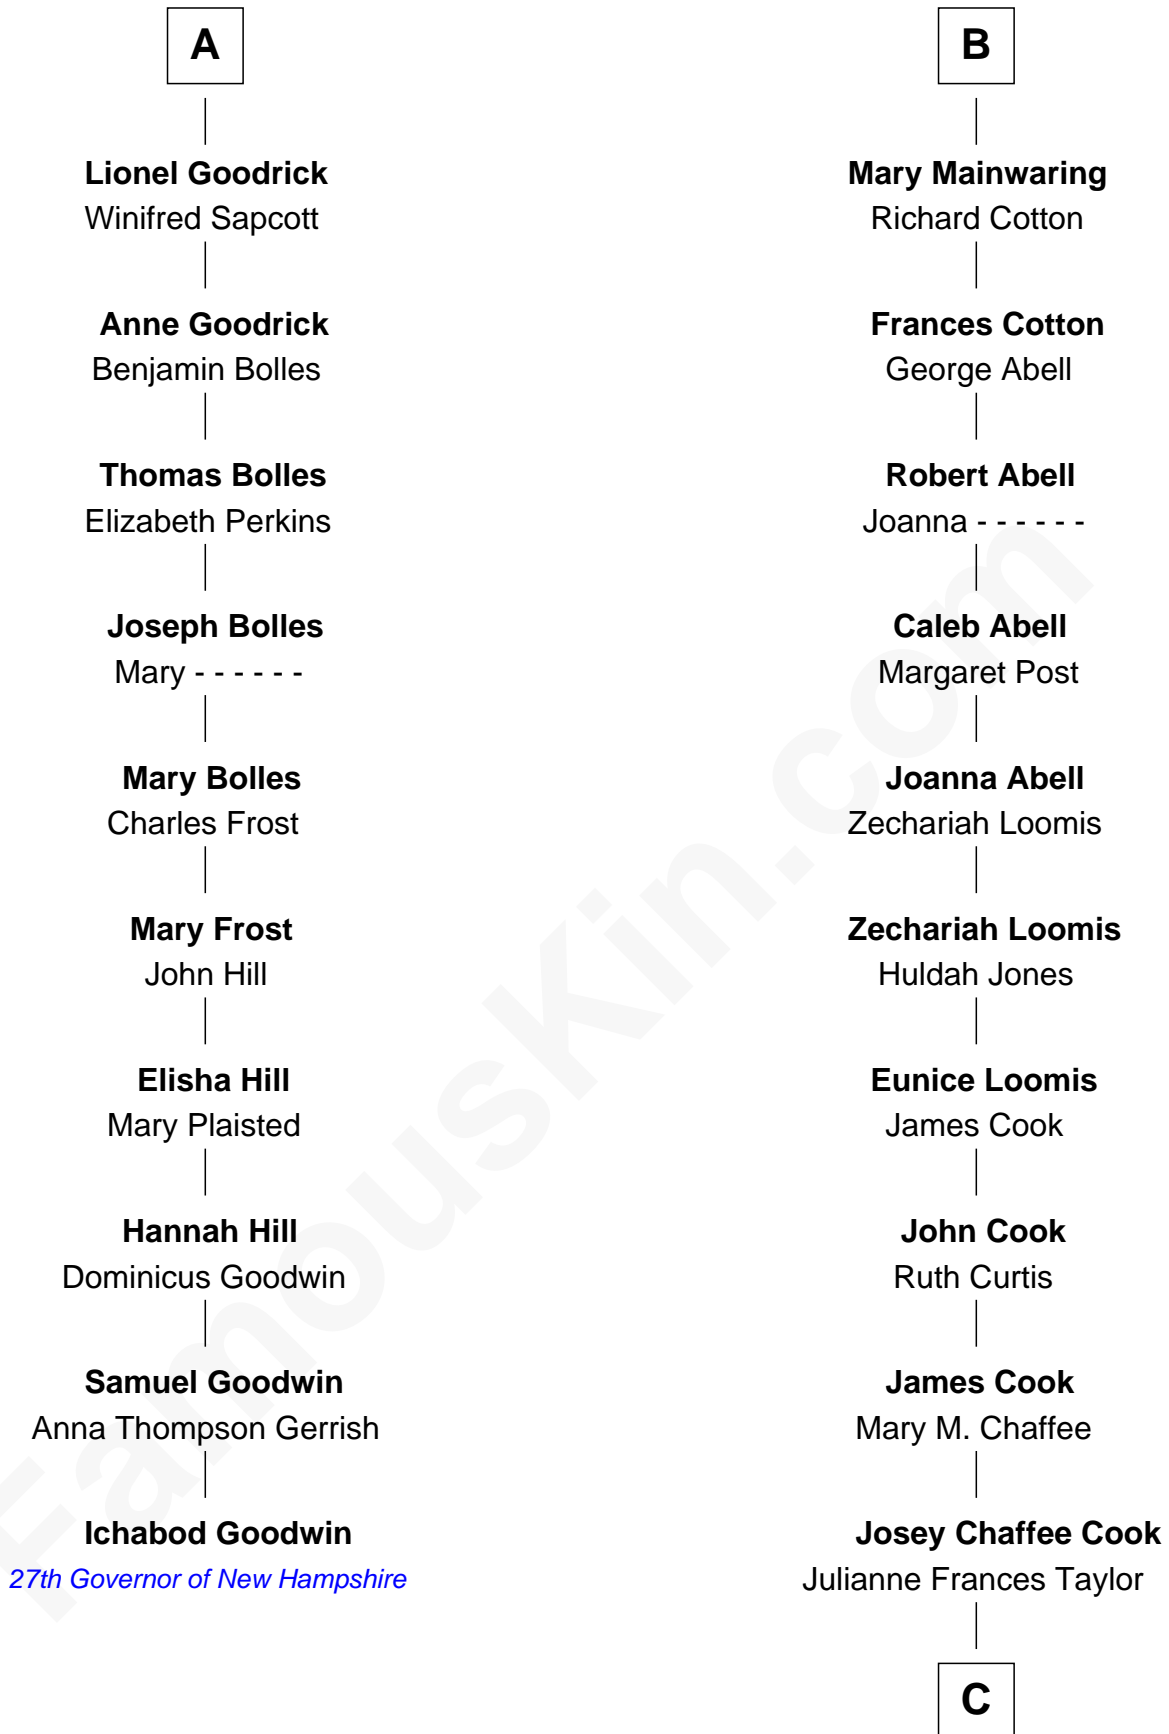 A
Lionel Goodrick
Winifred Sapcott
Anne Goodrick
Benjamin Bolles
Thomas Bolles
Elizabeth Perkins
Joseph Bolles
Mary - - - - - -
Mary Bolles
Charles Frost
Mary Frost
John Hill
Elisha Hill
Mary Plaisted
Hannah Hill
Dominicus Goodwin
Samuel Goodwin
Anna Thompson Gerrish
Ichabod Goodwin
27th Governor of New Hampshire
B
Mary Mainwaring
Richard Cotton
Frances Cotton
George Abell
Robert Abell
Joanna - - - - - -
Caleb Abell
Margaret Post
Joanna Abell
Zechariah Loomis
Zechariah Loomis
Huldah Jones
Eunice Loomis
James Cook
John Cook
Ruth Curtis
James Cook
Mary M. Chaffee
Josey Chaffee Cook
Julianne Frances Taylor
C
FamousKin.com